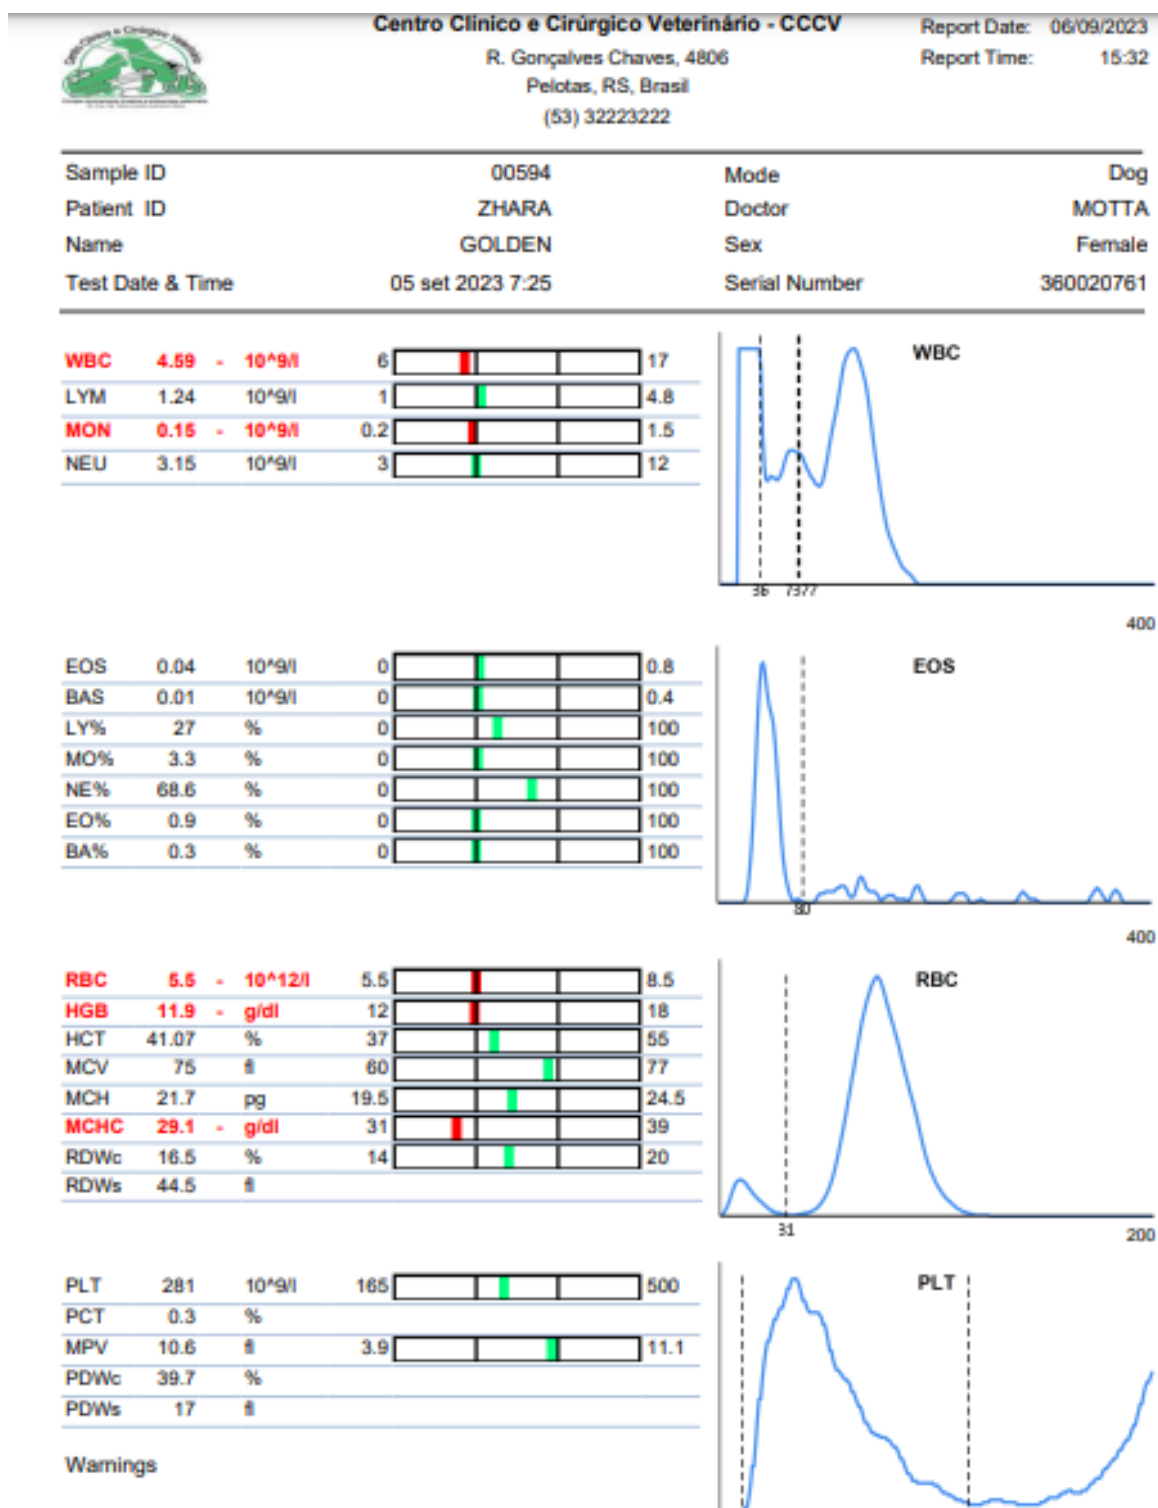 Centro Clínico e Cirúrgico Veterinário - CCCV
Report Date: 06/09/2023
R. Gonçalves Chaves, 4806
Report Time: 15:32
Pelotas, RS, Brasil
(53) 32223222
Sample ID 00594 Mode Dog
Patient ID ZHARA Doctor MOTTA
Name GOLDEN Sex Female
Test Date & Time 05 set 2023 7:25 Serial Number 360020761
WBC 4.59 - 10^9/l 6 17
LYM 1.24 10^9/l 1 4.8
MON 0.15 - 10^9/l 0.2 1.5
NEU 3.15 10^9/l 3 12
WBC
36 7377
400
EOS 0.04 10^9/l 0 0.8
BAS 0.01 10^9/l 0 0.4
LY% 27 % 0 100
MO% 3.3 % 0 100
NE% 68.6 % 0 100
EO% 0.9 % 0 100
BA% 0.3 % 0 100
EOS
80
400
RBC 5.5 - 10^12/l 5.5 8.5
HGB 11.9 - g/dl 12 18
HCT 41.07 % 37 55
MCV 75 fl 60 77
MCH 21.7 pg 19.5 24.5
MCHC 29.1 - g/dl 31 39
RDWc 16.5 % 14 20
RDWs 44.5 fl
RBC
31
200
PLT 281 10^9/l 165 500
PCT 0.3 %
MPV 10.6 fl 3.9 11.1
PDWc 39.7 %
PDWs 17 fl
PLT
Warnings